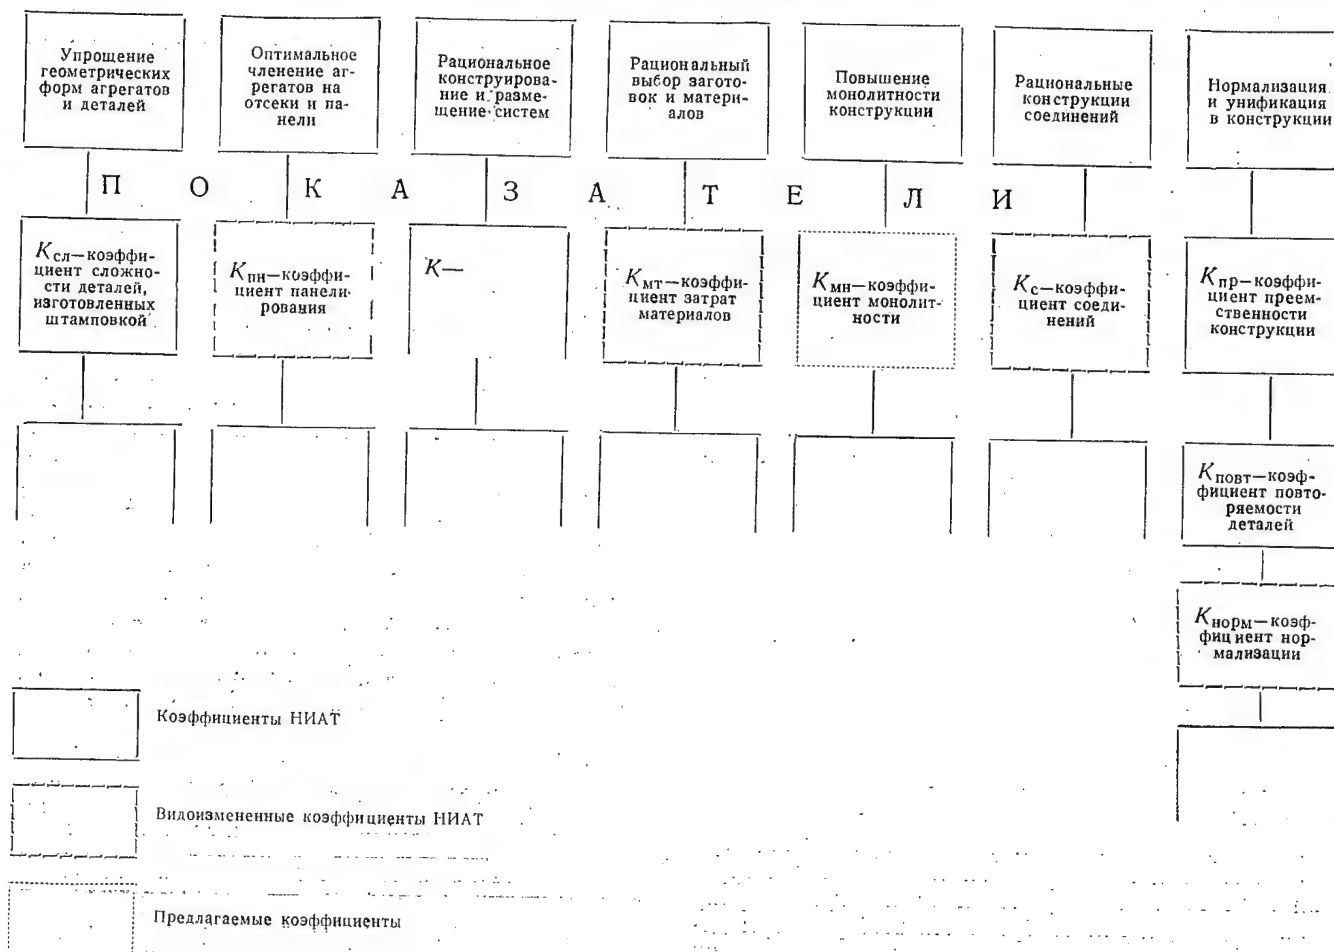 Упрощение
геометрических
форм агрегатов
и деталей
Оптимальное
членение аг-
регатов на
отсеки и па-
нели
Рациональное
конструирова-
ние и разме-
щение систем
Рациональный
выбор загото-
вок и матери-
алов
Повышение
монолитности
конструкции
Рациональные
конструкции
соединений
Нормализация
и унификация
в конструкции
П О К А З А Т Е Л И
Kсл—коэффи-
циент сложно-
сти деталей,
изготовленных
штамповкой
Kпн—коэффи-
циент панели-
рования
K—
Kмт—коэффи-
циент затрат
материалов
Kмн—коэффи-
циент монолит-
ности
Kс—коэффи-
циент соеди-
нений
Kпр—коэффи-
циент преем-
ственности
конструкции
Kповт—коэф-
фициент повто-
ряемости
деталей
Kнорм—коэф-
фициент нор-
мализации
Коэффициенты НИАТ
Видоизмененные коэффициенты НИАТ
Предлагаемые коэффициенты